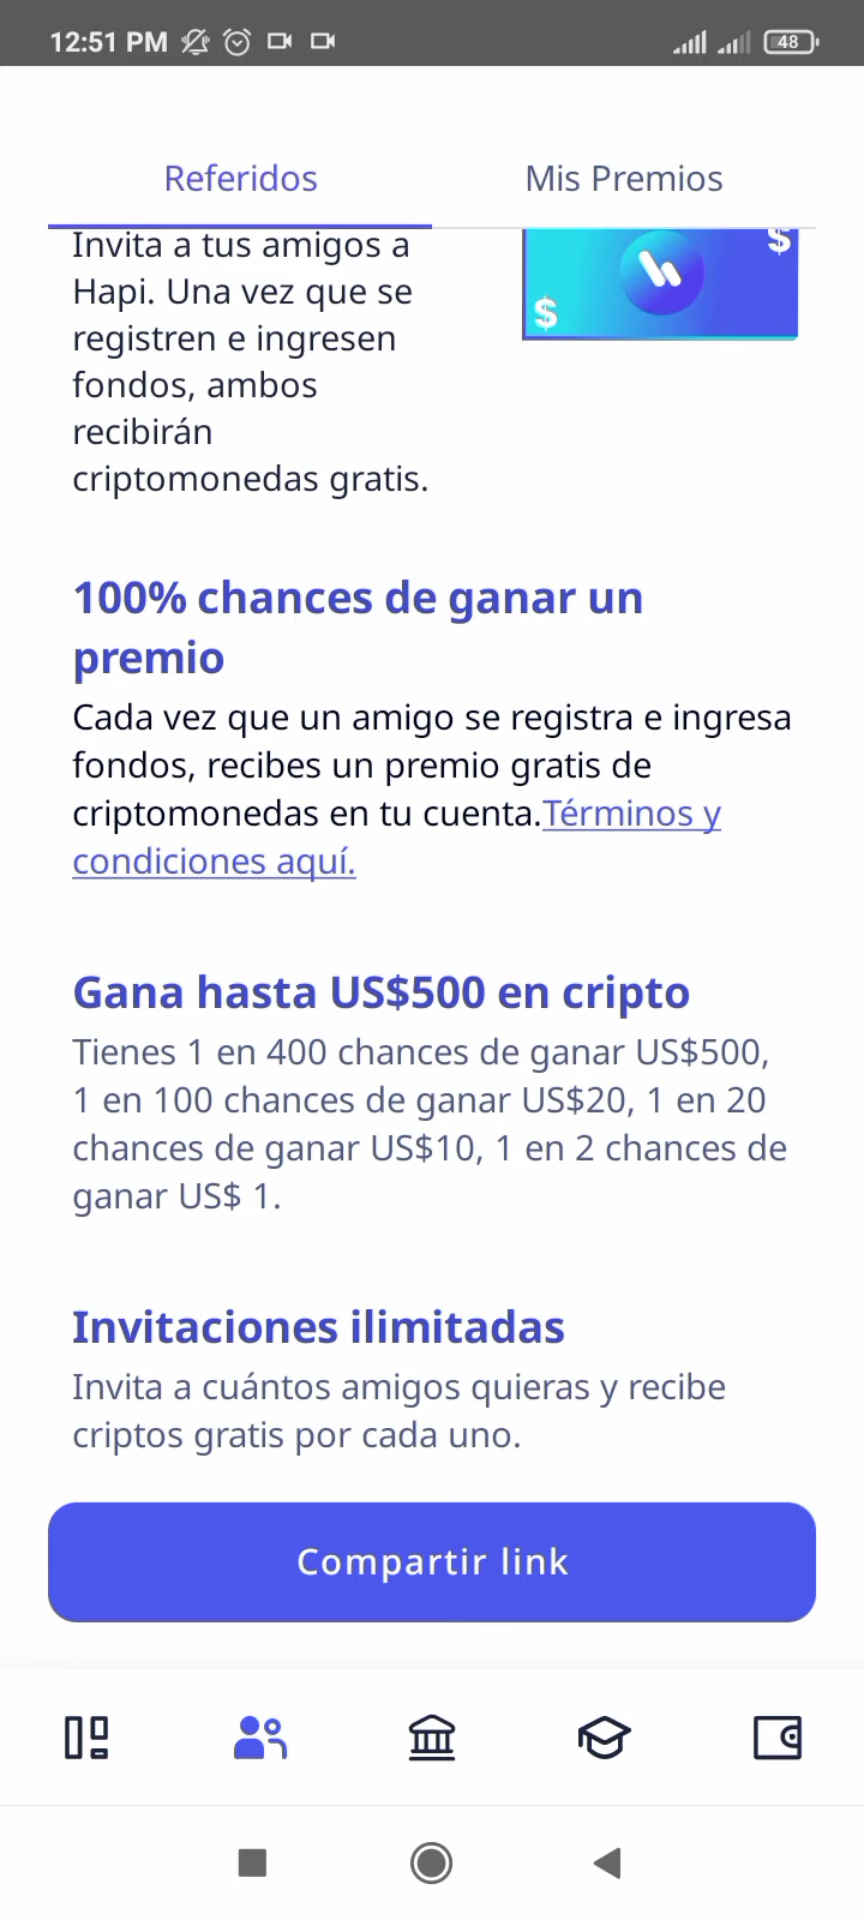 12:51 PM 48
Referidos Mis Premios
Invita a tus amigos a
Hapi. Una vez que se
registren e ingresen
fondos, ambos
recibirán
criptomonedas gratis.
$
$
100% chances de ganar un
premio
Cada vez que un amigo se registra e ingresa
fondos, recibes un premio gratis de
criptomonedas en tu cuenta.Términos y
condiciones aquí.
Gana hasta US$500 en cripto
Tienes 1 en 400 chances de ganar US$500,
1 en 100 chances de ganar US$20, 1 en 20
chances de ganar US$10, 1 en 2 chances de
ganar US$ 1.
Invitaciones ilimitadas
Invita a cuántos amigos quieras y recibe
criptos gratis por cada uno.
Compartir link